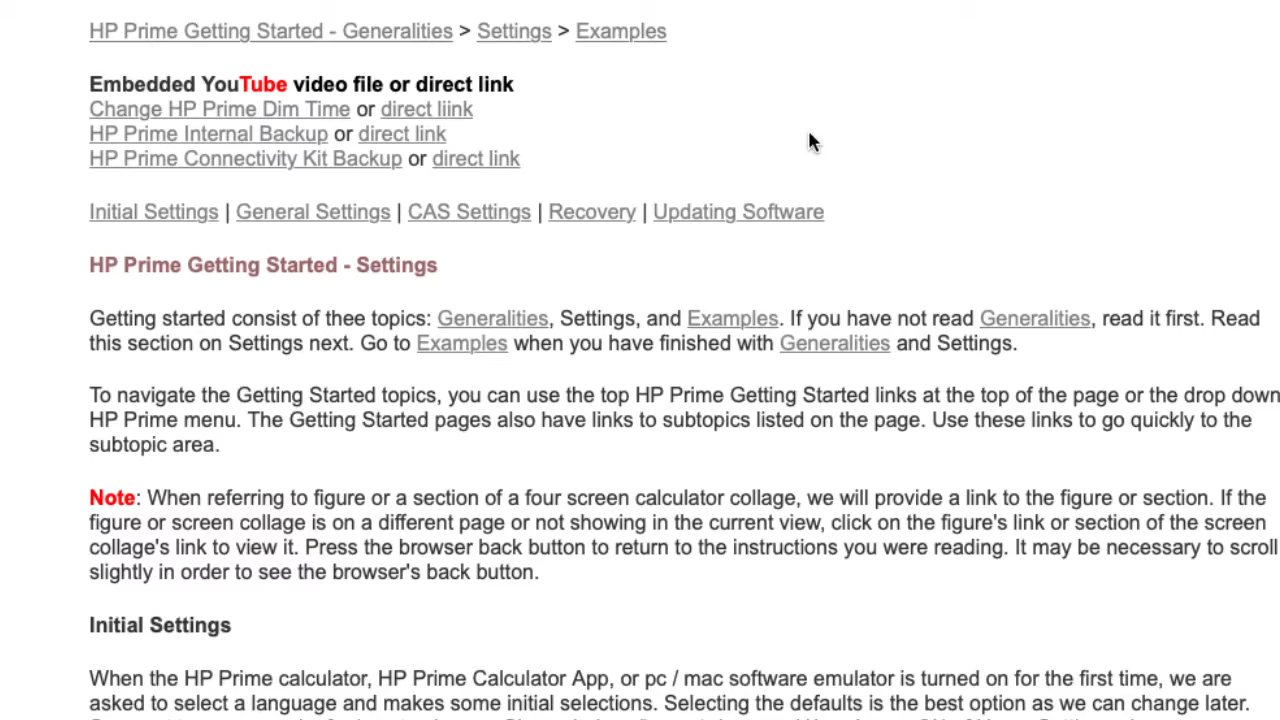 HP Prime Getting Started - Generalities > Settings > Examples
Embedded YouTube video file or direct link
Change HP Prime Dim Time or direct liink
HP Prime Internal Backup or direct link
HP Prime Connectivity Kit Backup or direct link
Initial Settings | General Settings | CAS Settings | Recovery | Updating Software
HP Prime Getting Started - Settings
Getting started consist of thee topics: Generalities, Settings, and Examples. If you have not read Generalities, read it first. Read
this section on Settings next. Go to Examples when you have finished with Generalities and Settings.
To navigate the Getting Started topics, you can use the top HP Prime Getting Started links at the top of the page or the drop down
HP Prime menu. The Getting Started pages also have links to subtopics listed on the page. Use these links to go quickly to the
subtopic area.
Note: When referring to figure or a section of a four screen calculator collage, we will provide a link to the figure or section. If the
figure or screen collage is on a different page or not showing in the current view, click on the figure's link or section of the screen
collage's link to view it. Press the browser back button to return to the instructions you were reading. It may be necessary to scroll
slightly in order to see the browser's back button.
Initial Settings
When the HP Prime calculator, HP Prime Calculator App, or pc / mac software emulator is turned on for the first time, we are
asked to select a language and makes some initial selections. Selecting the defaults is the best option as we can change later.